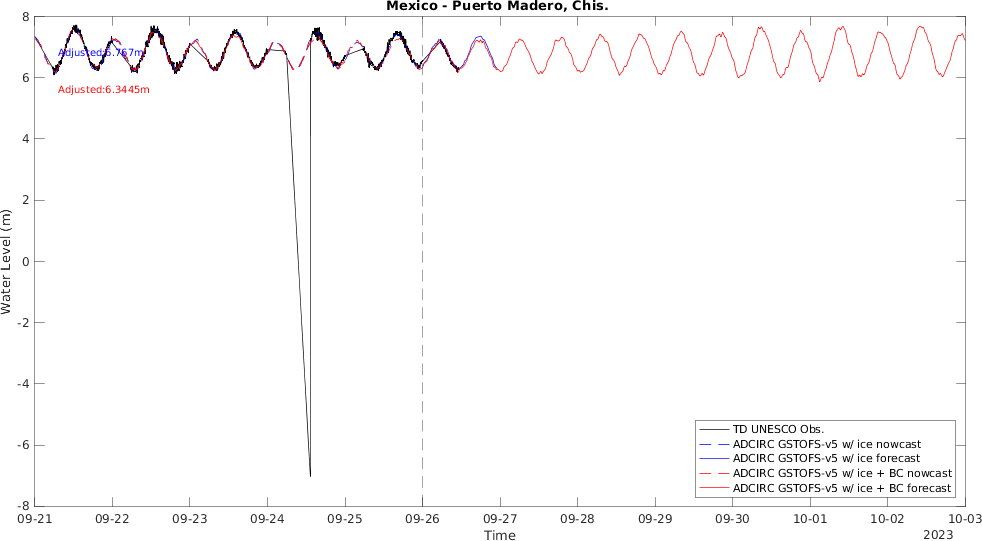 Mexico - Puerto Madero, Chis.
8
6
4
2
0
-2
-4
-6
-8
Water Level (m)
Adjusted:6.767m
Adjusted:6.3445m
TD UNESCO Obs.
ADCIRC GSTOFS-v5 w/ ice nowcast
ADCIRC GSTOFS-v5 w/ ice forecast
ADCIRC GSTOFS-v5 w/ ice + BC nowcast
ADCIRC GSTOFS-v5 w/ ice + BC forecast
09-21 09-22 09-23 09-24 09-25 09-26 09-27 09-28 09-29 09-30 10-01 10-02 10-03
Time
2023